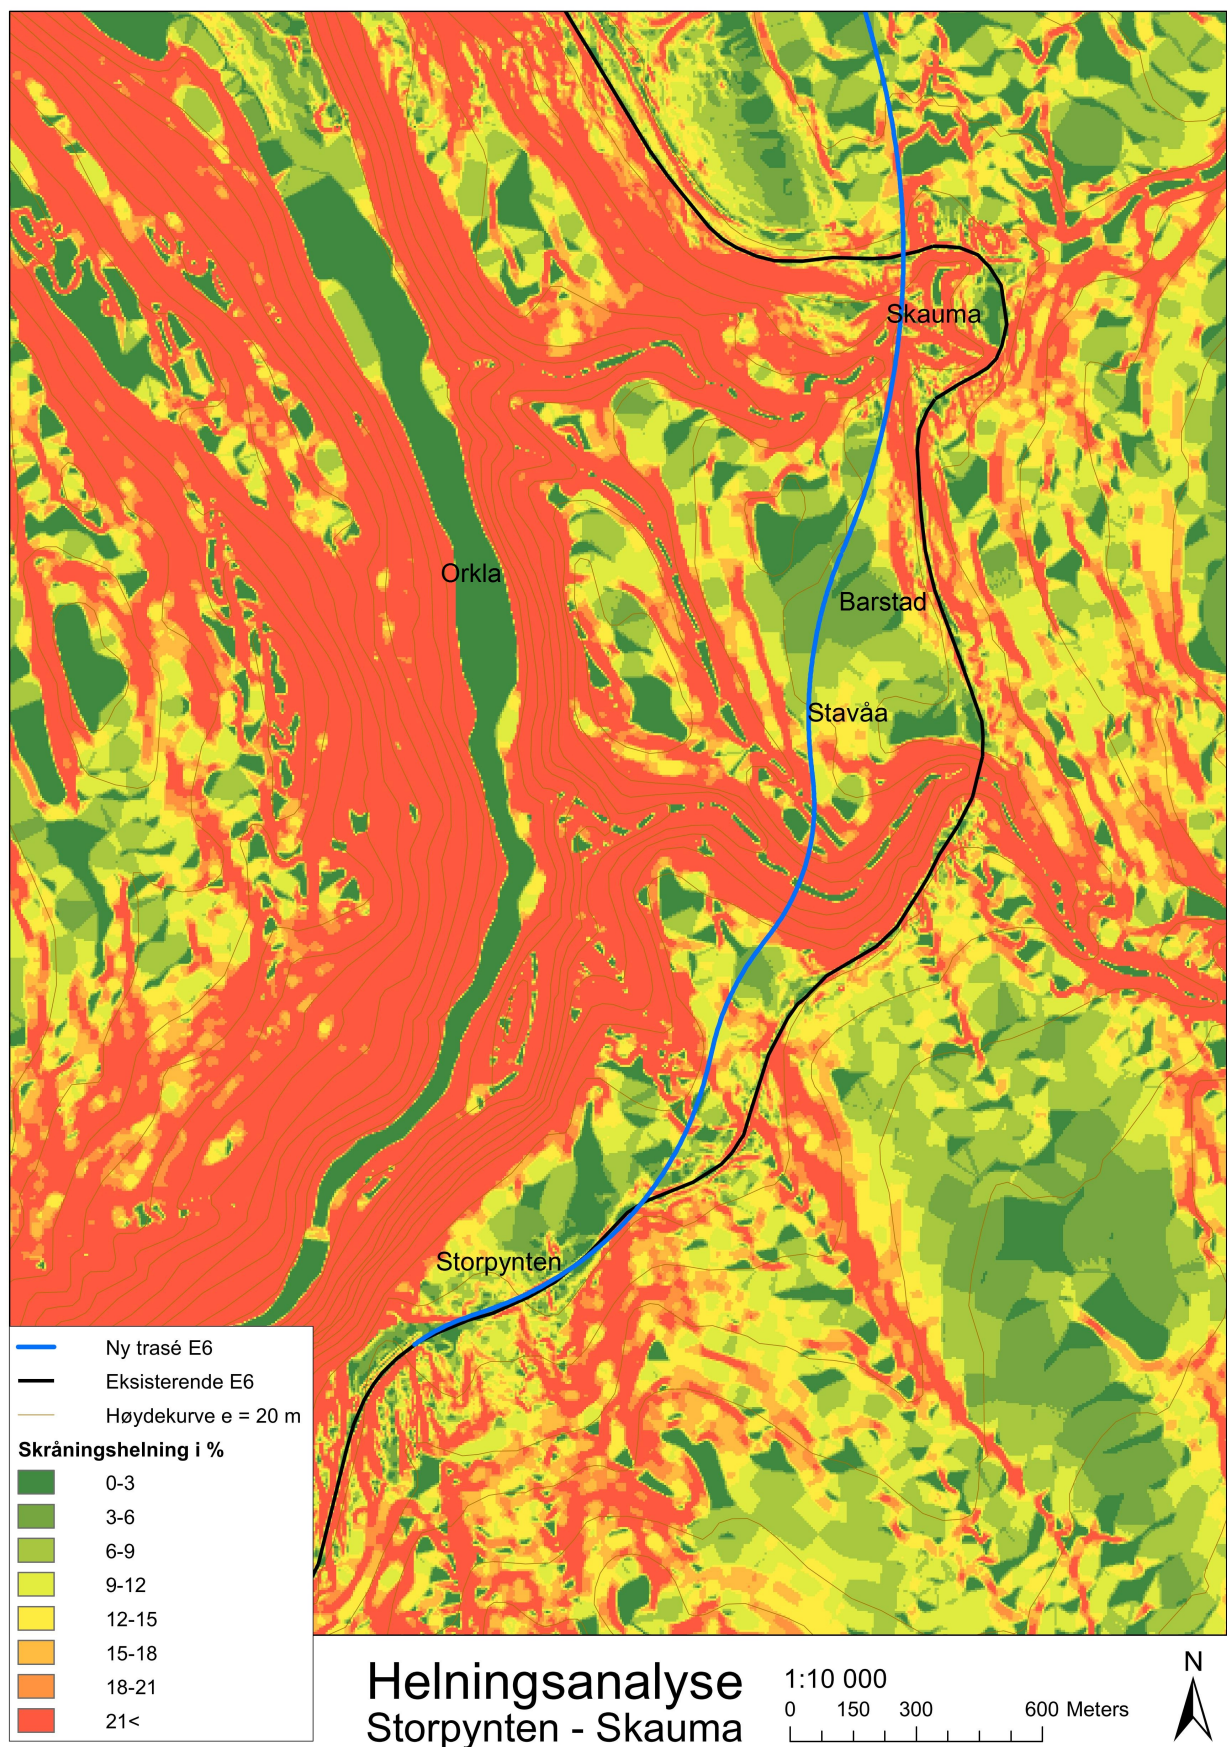 Skauma
Orkla
Barstad
Stavåa
Storpynten
Ny trasé E6
Eksisterende E6
Høydekurve e = 20 m
Skråningshelning i %
0-3
3-6
6-9
9-12
12-15
15-18
18-21
21<
Helningsanalyse
Storpynten - Skauma
1:10 000
0 150 300 600 Meters
N